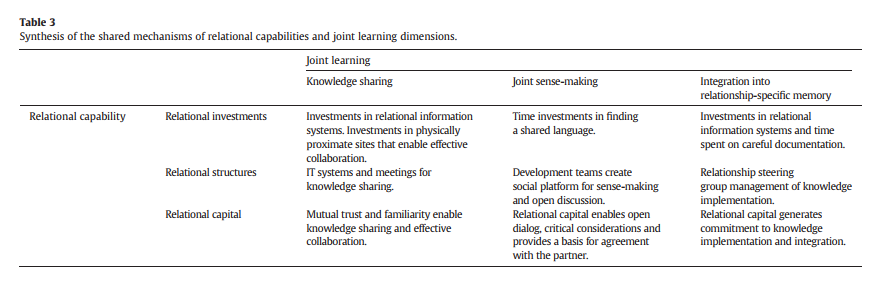 Table 3
Synthesis of the shared mechanisms of relational capabilities and joint learning dimensions.
Joint learning
Knowledge sharing
Joint sense-making
Integration into
relationship-specific memory
Relational capability
Relational investments
Investments in relational information
systems. Investments in physically
proximate sites that enable effective
collaboration.
Time investments in finding
a shared language.
Investments in relational
information systems and time
spent on careful documentation.
Relational structures
IT systems and meetings for
knowledge sharing.
Development teams create
social platform for sense-making
and open discussion.
Relationship steering
group management of knowledge
implementation.
Relational capital
Mutual trust and familiarity enable
knowledge sharing and effective
collaboration.
Relational capital enables open
dialog, critical considerations and
provides a basis for agreement
with the partner.
Relational capital generates
commitment to knowledge
implementation and integration.